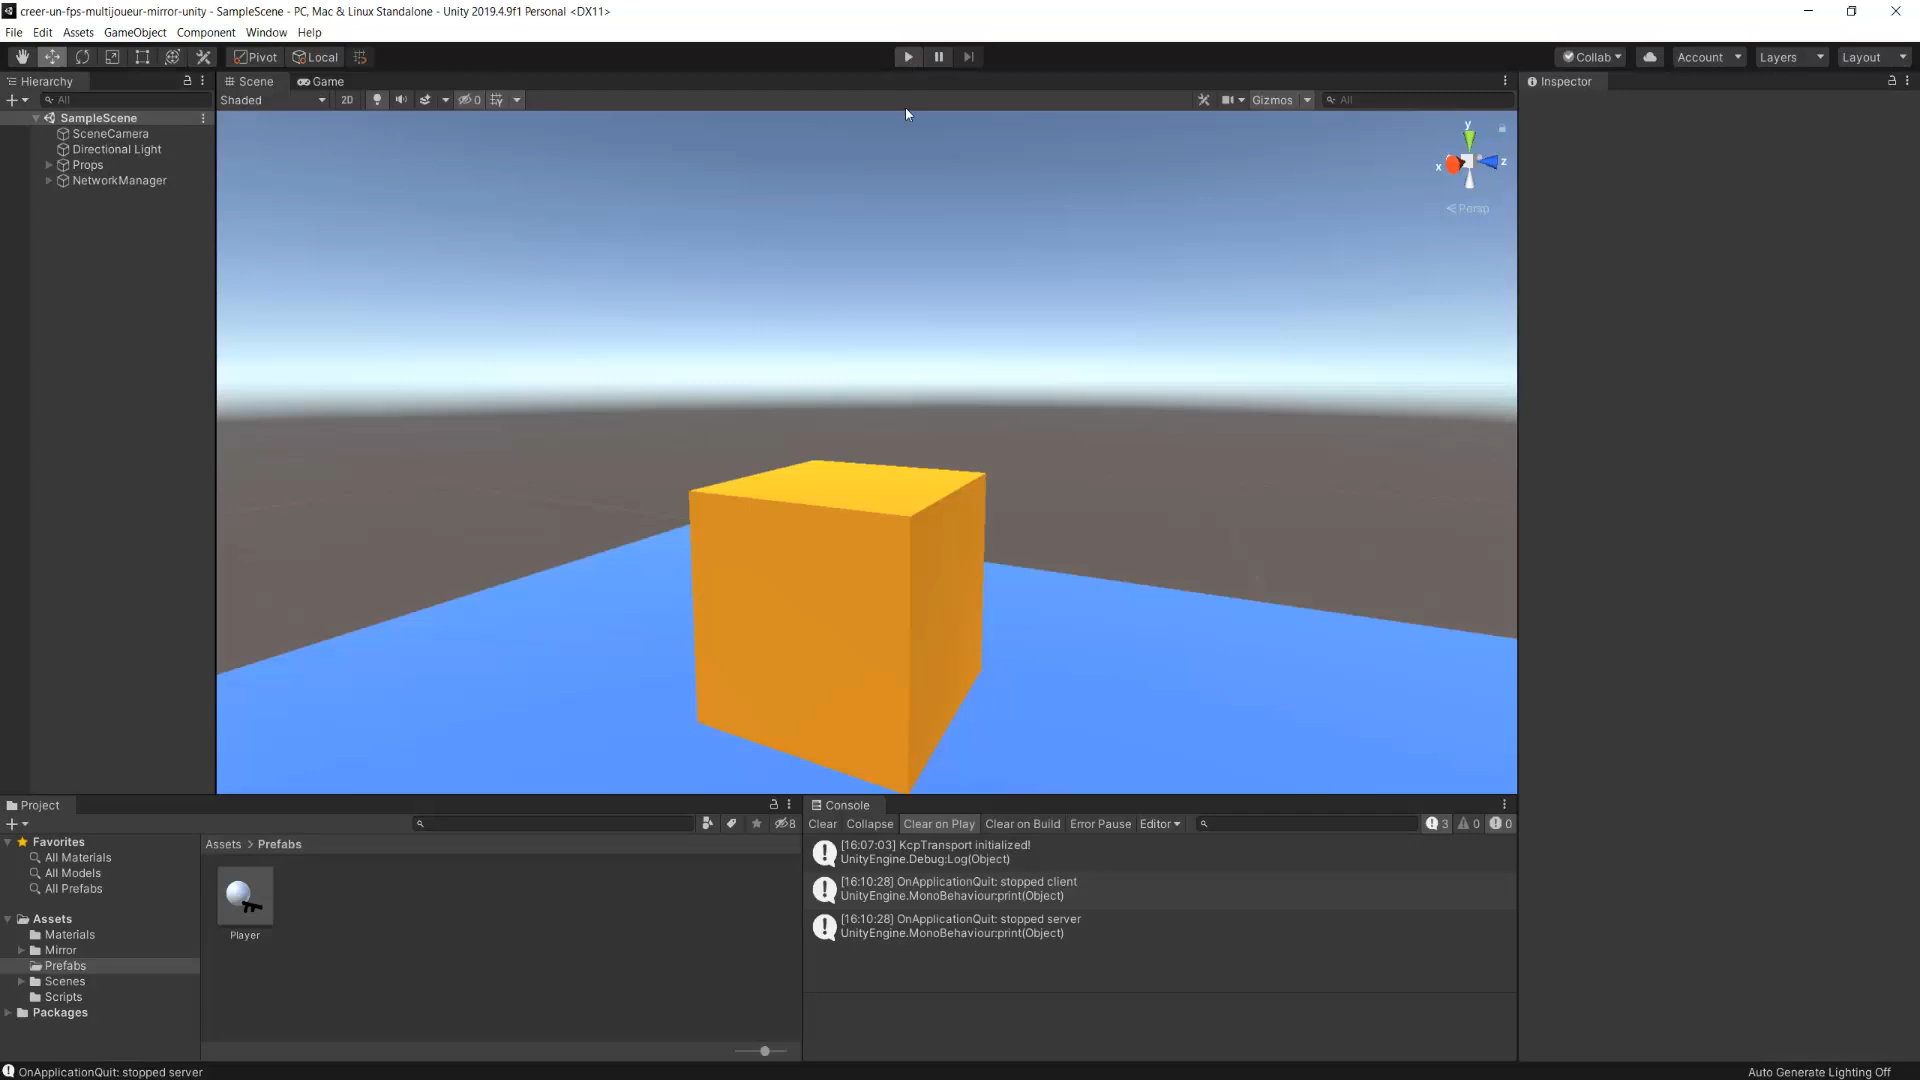 creer-un-fps-multijoueur-mirror-unity - SampleScene - PC, Mac & Linux Standalone - Unity 2019.4.9f1 Personal <DX11>
File Edit Assets GameObject Component Window Help
Pivot Local Collab Account Layers Layout
Hierarchy
All
SampleScene
SceneCamera
Directional Light
Props
NetworkManager
Scene Game
Shaded 2D 0 Gizmos All
y
x z
Persp
Inspector
Project
8
Favorites
All Materials
All Models
All Prefabs
Assets
Materials
Mirror
Prefabs
Scenes
Scripts
Packages
Assets > Prefabs
Player
Console
Clear Collapse Clear on Play Clear on Build Error Pause Editor 3 0 0
[16:07:03] KcpTransport initialized!
UnityEngine.Debug:Log(Object)
[16:10:28] OnApplicationQuit: stopped client
UnityEngine.MonoBehaviour:print(Object)
[16:10:28] OnApplicationQuit: stopped server
UnityEngine.MonoBehaviour:print(Object)
OnApplicationQuit: stopped server
Auto Generate Lighting Off